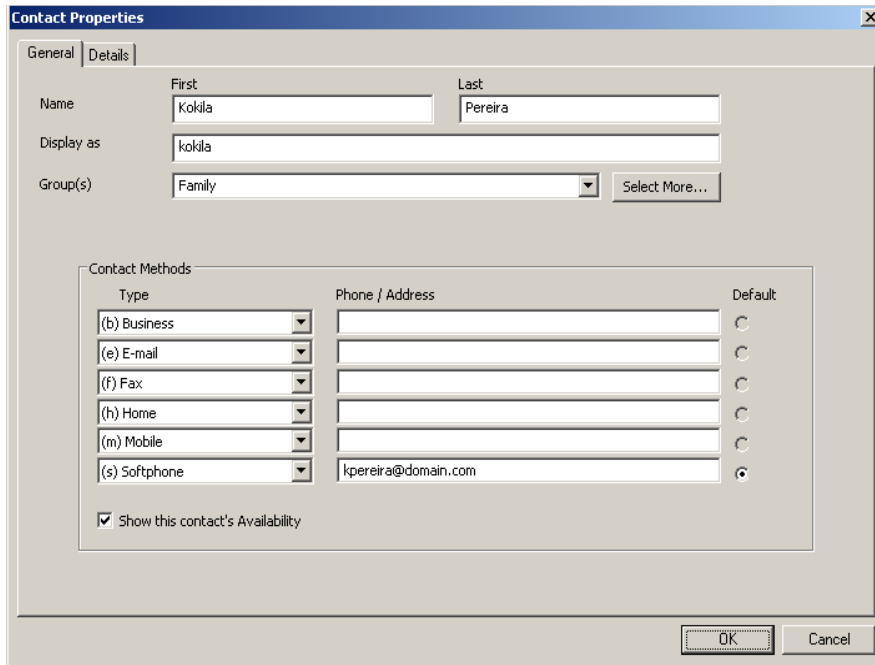 Contact Properties
General Details
First Last
Name Kokila Pereira
Display as kokila
Group(s) Family Select More...
Contact Methods
Type Phone / Address Default
(b) Business
(e) E-mail
(f) Fax
(h) Home
(m) Mobile
(s) Softphone kpereira@domain.com
Show this contact's Availability
OK Cancel